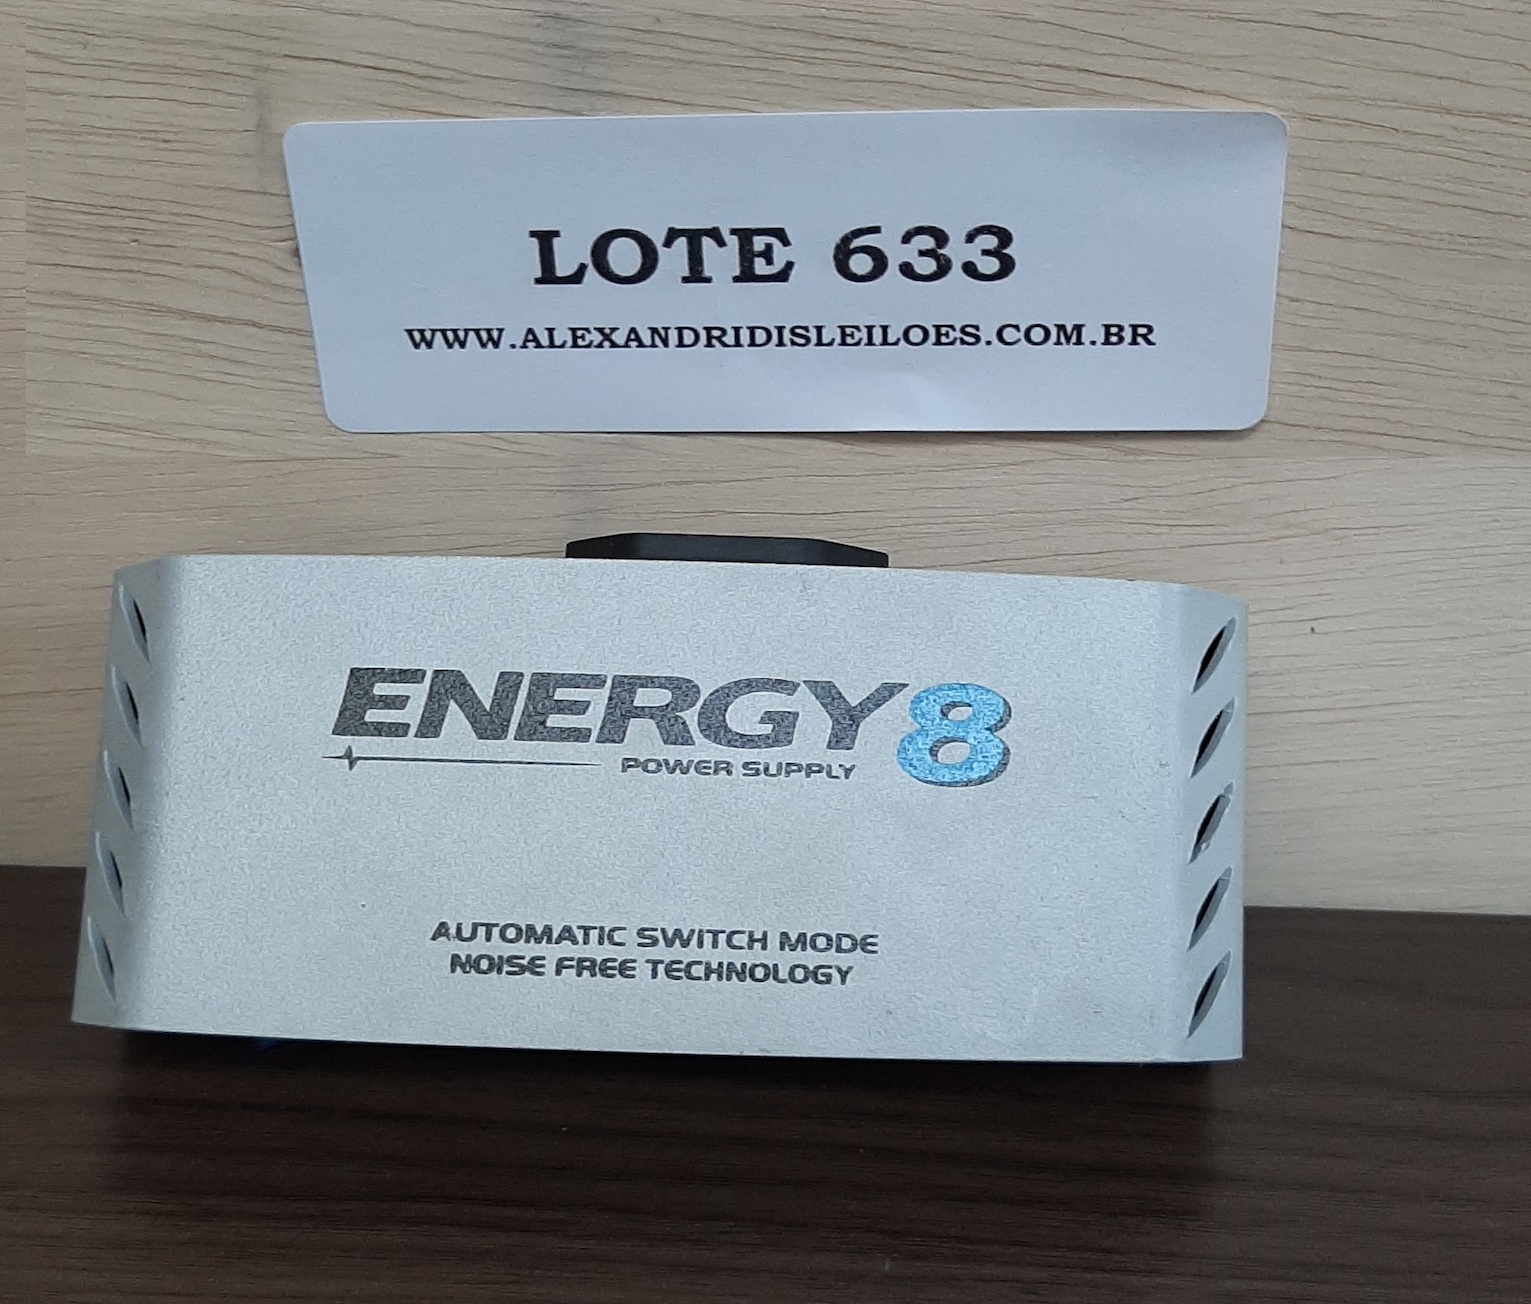 LOTE 633
WWW.ALEXANDRIDISLEILOES.COM.BR
ENERGY8
POWER SUPPLY
AUTOMATIC SWITCH MODE
NOISE FREE TECHNOLOGY